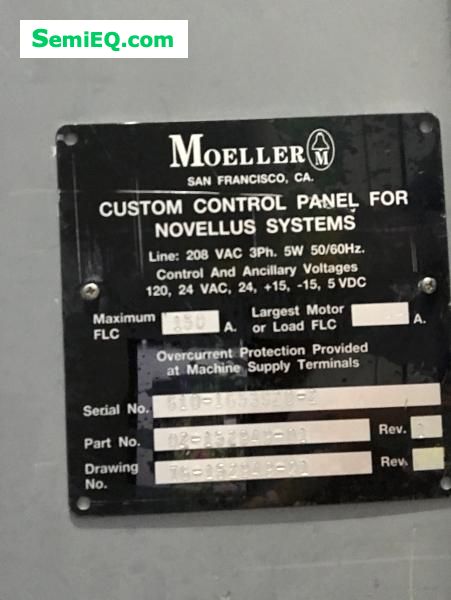 SemiEQ.com
MOELLER M
SAN FRANCISCO, CA.
CUSTOM CONTROL PANEL FOR
NOVELLUS SYSTEMS
Line: 208 VAC 3Ph. 5W 50/60Hz.
Control And Ancillary Voltages
120, 24 VAC, 24, +15, -15, 5 VDC
Maximum FLC 150 A.
Largest Motor or Load FLC A.
Overcurrent Protection Provided
at Machine Supply Terminals
Serial No.
Part No. Rev. 1
Drawing No. Rev.